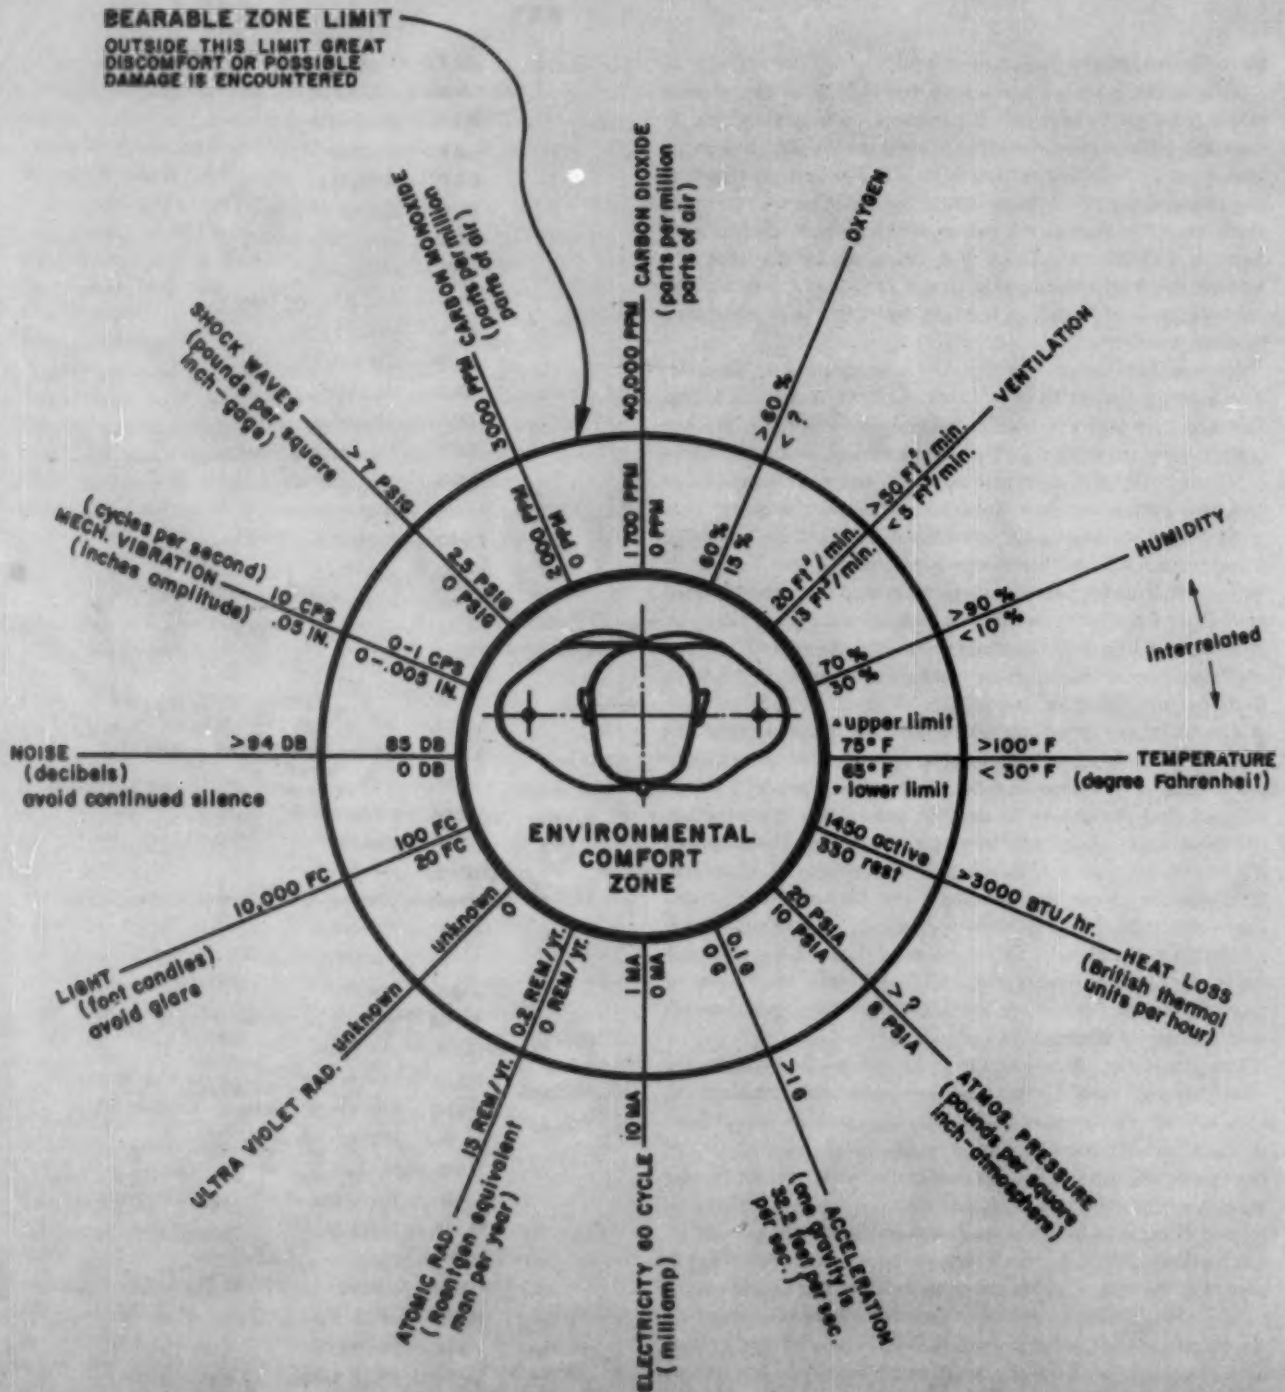 BEARABLE ZONE LIMIT
OUTSIDE THIS LIMIT GREAT
DISCOMFORT OR POSSIBLE
DAMAGE IS ENCOUNTERED
CARBON DIOXIDE
(parts per million
parts of air)
40,000 PPM
1700 PPM
0 PPM
OXYGEN
>60 %
< ?
60 %
15 %
VENTILATION
>50 Ft³/min.
<5 Ft³/min.
20 Ft³/min.
13 Ft³/min.
HUMIDITY
>90 %
<10 %
70 %
30 %
interrelated
upper limit
75° F
65° F
lower limit
>100° F
< 30° F
TEMPERATURE
(degree Fahrenheit)
1450 active
330 rest
>3000 BTU/hr.
HEAT LOSS
(British thermal
units per hour)
20 PSIA
10 PSIA
> ?
ATMOS. PRESSURE
(pounds per square
inch-atmosphere)
0.1 G
0 G
>1 G
ACCELERATION
(one gravity is
32.2 feet per sec.
per sec.)
1 MA
0 MA
10 MA
ELECTRICITY 60 CYCLE
(milliamp)
0.2 REM/yr.
0 REM/yr.
15 REM/yr.
ATOMIC RAD.
(Roentgen equivalent
man per year)
unknown
0
unknown
ULTRA VIOLET RAD.
100 FC
20 FC
10,000 FC
LIGHT
(foot candles)
avoid glare
85 DB
0 DB
>94 DB
NOISE
(decibels)
avoid continued silence
(cycles per second)
MECH. VIBRATION
(inches amplitude)
10 CPS
.05 IN.
0-1 CPS
0-.005 IN.
SHOCK WAVES
(pounds per square
inch-gage)
>7 PSIG
2.5 PSIG
0 PSIG
CARBON MONOXIDE
(parts per million
parts of air)
3000 PPM
2000 PPM
0 PPM
ENVIRONMENTAL
COMFORT
ZONE